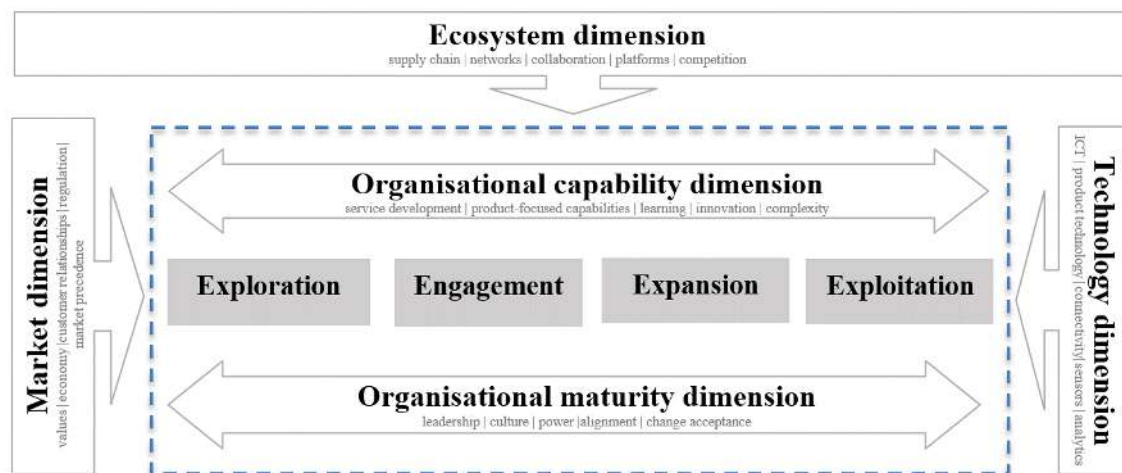 Ecosystem dimension
supply chain | networks | collaboration | platforms | competition
Market dimension
values | economy |customer relationships | regulation|
market precedence
Organisational capability dimension
service development | product-focused capabilities | learning | innovation | complexity
Exploration
Engagement
Expansion
Exploitation
Organisational maturity dimension
leadership | culture | power |alignment | change acceptance
Technology dimension
ICT | product technology | connectivity| sensors | analytics